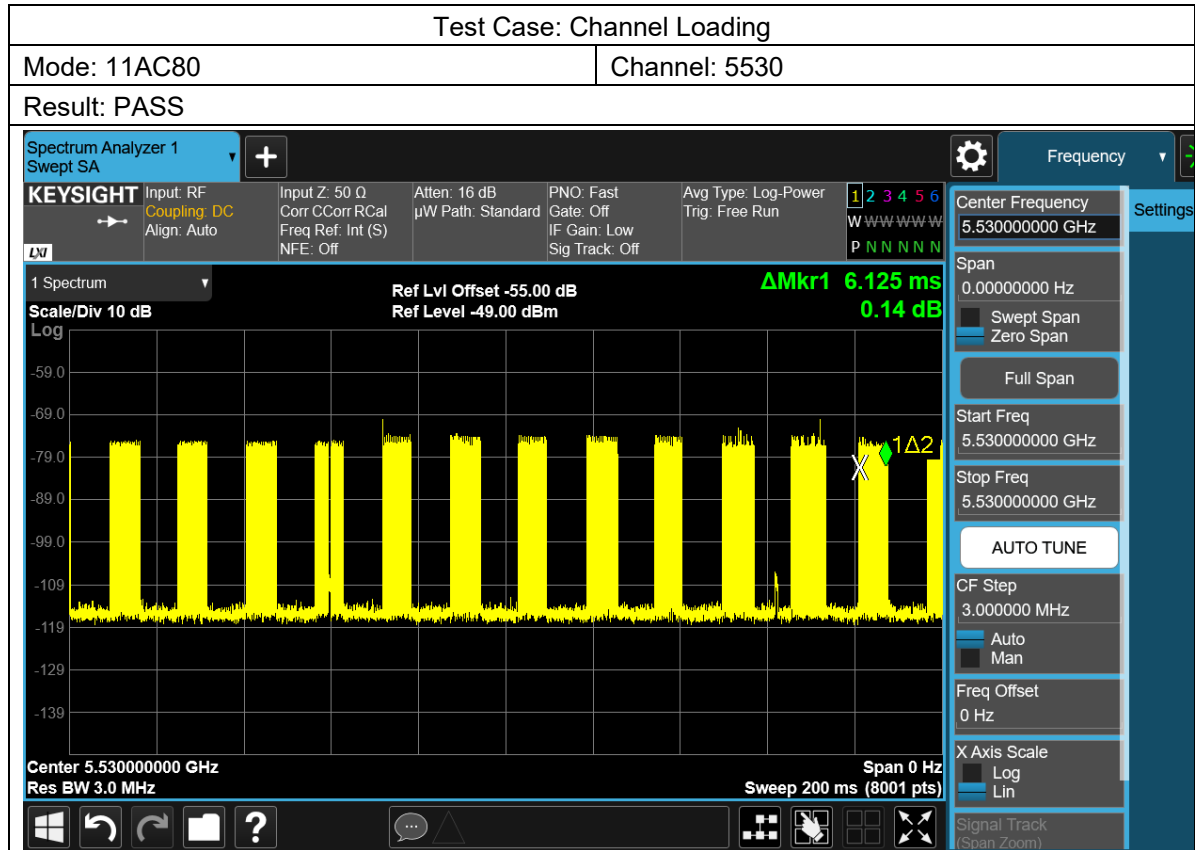 Test Case: Channel Loading
Mode: 11AC80
Channel: 5530
Result: PASS
Spectrum Analyzer 1
Swept SA
Frequency
KEYSIGHT
LXI
Input: RF
Coupling: DC
Align: Auto
Input Z: 50 Ω
Corr CCorr RCal
Freq Ref: Int (S)
NFE: Off
Atten: 16 dB
µW Path: Standard
PNO: Fast
Gate: Off
IF Gain: Low
Sig Track: Off
Avg Type: Log-Power
Trig: Free Run
1 2 3 4 5 6
W W W W W W
P N N N N N
1 Spectrum
Scale/Div 10 dB
Log
Ref Lvl Offset -55.00 dB
Ref Level -49.00 dBm
ΔMkr1 6.125 ms
0.14 dB
-59.0
-69.0
-79.0
-89.0
-99.0
-109
-119
-129
-139
X
1Δ2
Center 5.530000000 GHz
Res BW 3.0 MHz
Span 0 Hz
Sweep 200 ms (8001 pts)
?
Center Frequency
5.530000000 GHz
Settings
Span
0.00000000 Hz
Swept Span
Zero Span
Full Span
Start Freq
5.530000000 GHz
Stop Freq
5.530000000 GHz
AUTO TUNE
CF Step
3.000000 MHz
Auto
Man
Freq Offset
0 Hz
X Axis Scale
Log
Lin
Signal Track
(Span Zoom)